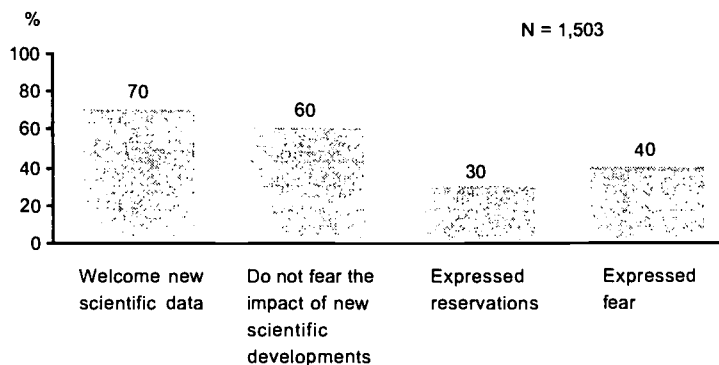 %
N = 1,503
100
80
60
40
20
0
70
60
30
40
Welcome new
scientific data
Do not fear the
impact of new
scientific
developments
Expressed
reservations
Expressed
fear